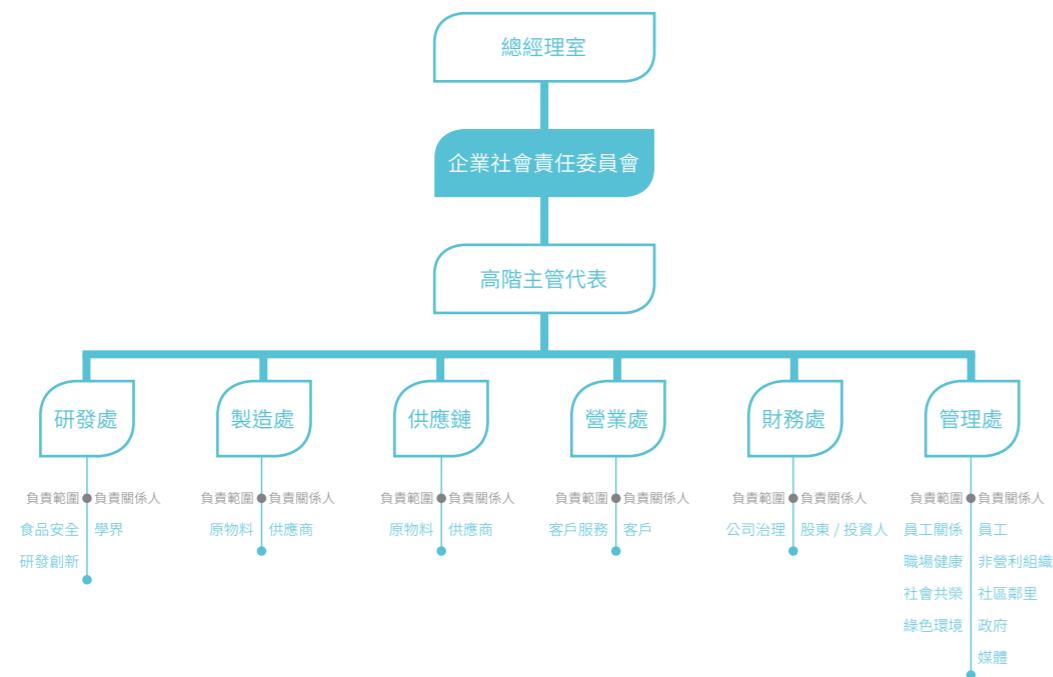 總經理室
企業社會責任委員會
高階主管代表
研發處
製造處
供應鏈
營業處
財務處
管理處
負責範圍 負責關係人
食品安全 學界
研發創新
負責範圍 負責關係人
原物料 供應商
負責範圍 負責關係人
原物料 供應商
負責範圍 負責關係人
客戶服務 客戶
負責範圍 負責關係人
公司治理 股東 / 投資人
負責範圍 負責關係人
員工關係 員工
職場健康 非營利組織
社會共榮 社區鄰里
綠色環境 政府
媒體